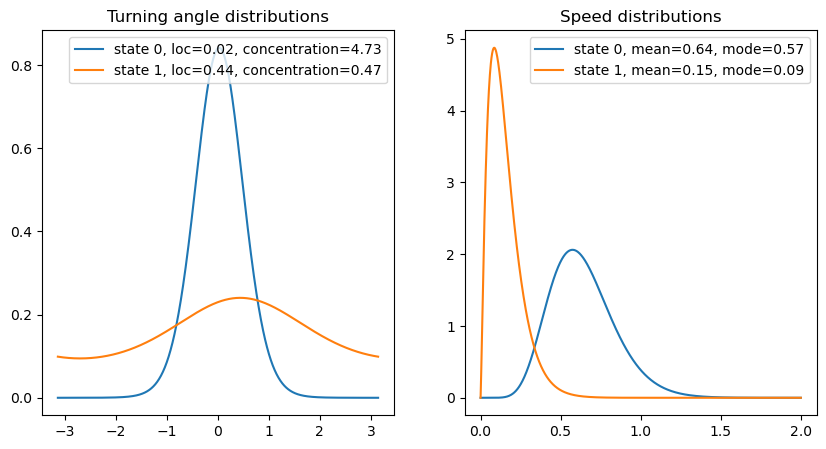 Turning angle distributions
state 0, loc=0.02, concentration=4.73
state 1, loc=0.44, concentration=0.47
0.8
0.6
0.4
0.2
0.0
−3 −2 −1 0 1 2 3
Speed distributions
state 0, mean=0.64, mode=0.57
state 1, mean=0.15, mode=0.09
5
4
3
2
1
0
0.0 0.5 1.0 1.5 2.0